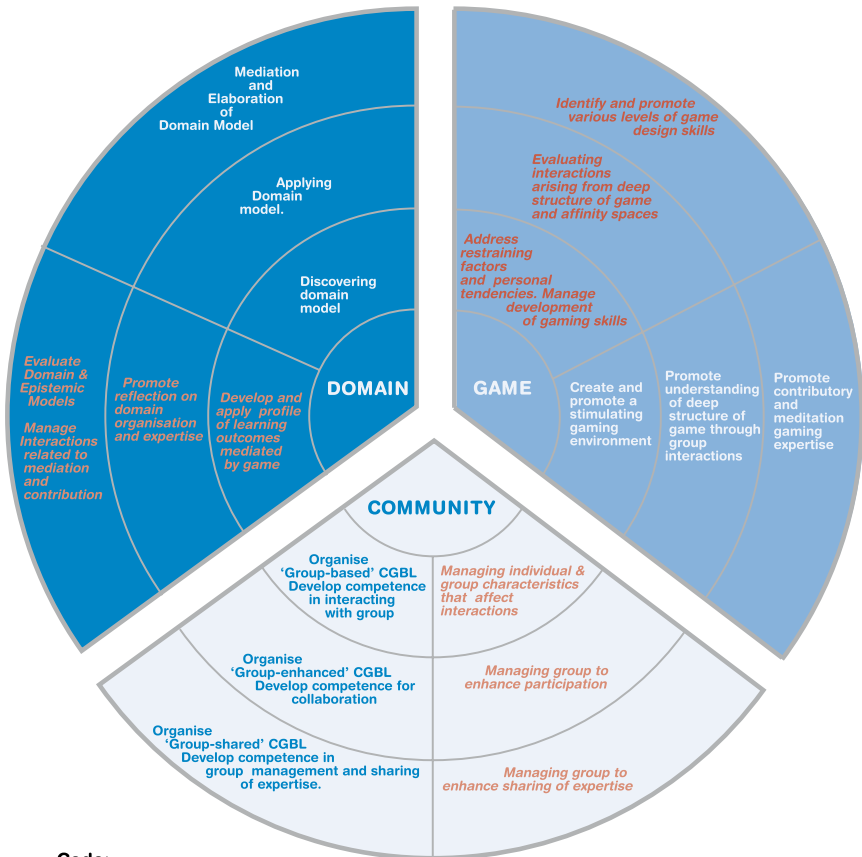 Mediation
and
Elaboration
of
Domain Model
Applying
Domain
model.
Discovering
domain
model
DOMAIN
Evaluate
Domain &
Epistemic
Models
Manage
Interactions
related to
mediation
and
contribution
Promote
reflection on
domain
organisation
and expertise
Develop and
apply profile
of learning
outcomes
mediated
by game
Identify and promote
various levels of game
design skills
Evaluating
interactions
arising from deep
structure of game
and affinity spaces
Address
restraining
factors
and personal
tendencies. Manage
development
of gaming skills
GAME
Create and
promote a
stimulating
gaming
environment
Promote
understanding
of deep
structure of
game through
group
interactions
Promote
contributory
and
meditation
gaming
expertise
COMMUNITY
Organise
‘Group-based’ CGBL
Develop competence
in interacting
with group
Managing individual &
group characteristics
that affect
interactions
Organise
‘Group-enhanced’ CGBL
Develop competence for
collaboration
Managing group to
enhance participation
Organise
‘Group-shared’ CGBL
Develop competence in
group management and sharing
of expertise.
Managing group to
enhance sharing of expertise
Code: